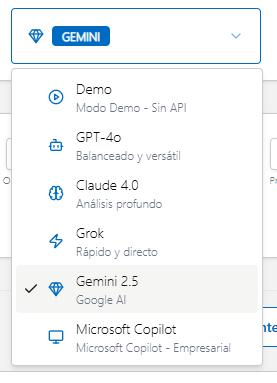 GEMINI
Demo
Modo Demo - Sin API
GPT-4o
Balanceado y versátil
Claude 4.0
Análisis profundo
Grok
Rápido y directo
Gemini 2.5
Google AI
Microsoft Copilot
Microsoft Copilot - Empresarial